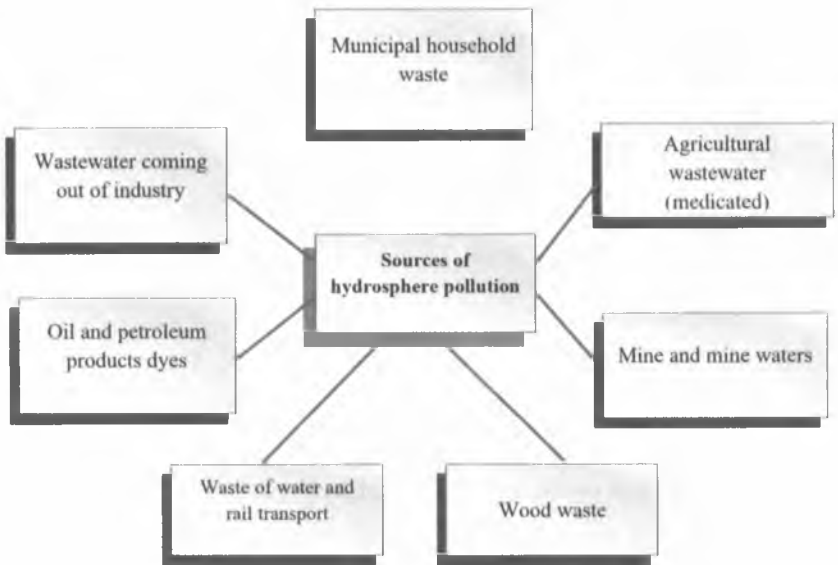 Municipal household
waste
Wastewater coming
out of industry
Agricultural
wastewater
(medicated)
Sources of
hydrosphere pollution
Oil and petroleum
products dyes
Mine and mine waters
Waste of water and
rail transport
Wood waste